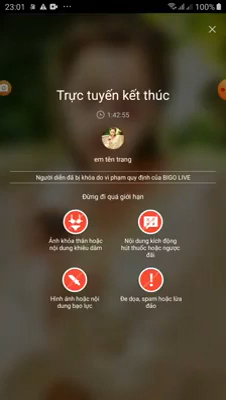 23:01
100%
Trực tuyến kết thúc
1:42:55
em tên trang
Người diễn đã bị khóa do vi phạm quy định của BIGO LIVE
Đừng đi quá giới hạn
Ảnh khỏa thân hoặc
nội dung khiêu dâm
Nội dung kích động
hút thuốc hoặc ngược
đãi
Hình ảnh hoặc nội
dung bạo lực
Đe dọa, spam hoặc lừa
đảo